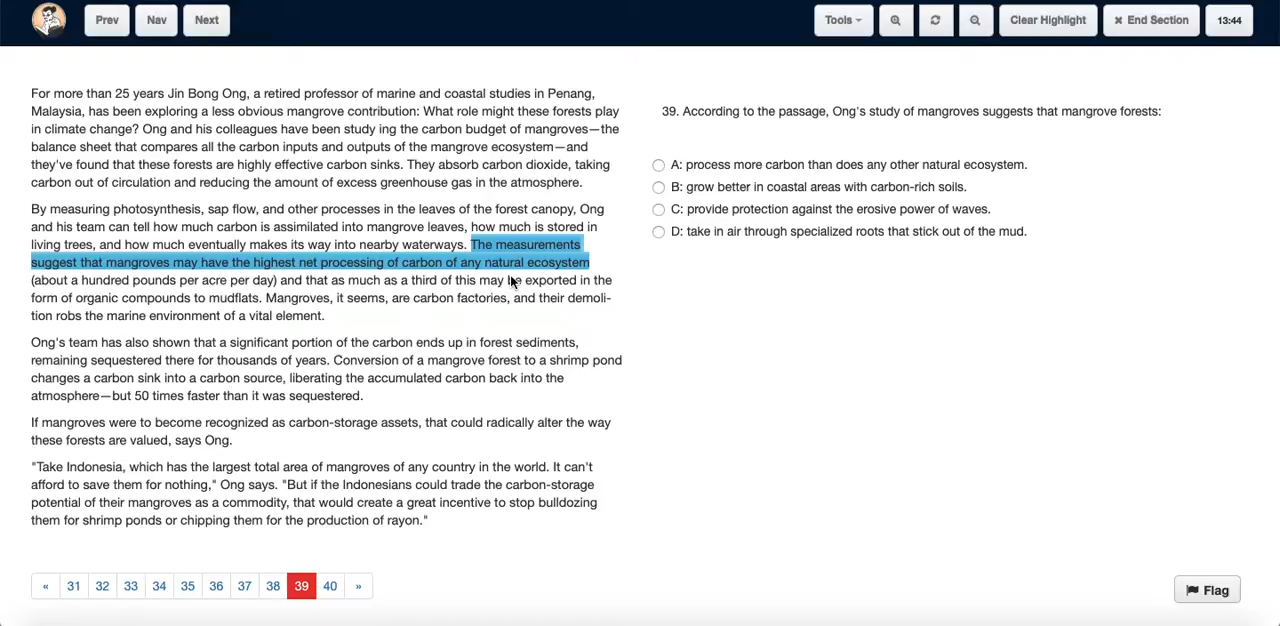 Prev Nav Next Tools Clear Highlight End Section 13:44
For more than 25 years Jin Bong Ong, a retired professor of marine and coastal studies in Penang,
Malaysia, has been exploring a less obvious mangrove contribution: What role might these forests play
in climate change? Ong and his colleagues have been study ing the carbon budget of mangroves—the
balance sheet that compares all the carbon inputs and outputs of the mangrove ecosystem—and
they've found that these forests are highly effective carbon sinks. They absorb carbon dioxide, taking
carbon out of circulation and reducing the amount of excess greenhouse gas in the atmosphere.
By measuring photosynthesis, sap flow, and other processes in the leaves of the forest canopy, Ong
and his team can tell how much carbon is assimilated into mangrove leaves, how much is stored in
living trees, and how much eventually makes its way into nearby waterways. The measurements
suggest that mangroves may have the highest net processing of carbon of any natural ecosystem
(about a hundred pounds per acre per day) and that as much as a third of this may be exported in the
form of organic compounds to mudflats. Mangroves, it seems, are carbon factories, and their demoli-
tion robs the marine environment of a vital element.
Ong's team has also shown that a significant portion of the carbon ends up in forest sediments,
remaining sequestered there for thousands of years. Conversion of a mangrove forest to a shrimp pond
changes a carbon sink into a carbon source, liberating the accumulated carbon back into the
atmosphere—but 50 times faster than it was sequestered.
If mangroves were to become recognized as carbon-storage assets, that could radically alter the way
these forests are valued, says Ong.
"Take Indonesia, which has the largest total area of mangroves of any country in the world. It can't
afford to save them for nothing," Ong says. "But if the Indonesians could trade the carbon-storage
potential of their mangroves as a commodity, that would create a great incentive to stop bulldozing
them for shrimp ponds or chipping them for the production of rayon."
39. According to the passage, Ong's study of mangroves suggests that mangrove forests:
A: process more carbon than does any other natural ecosystem.
B: grow better in coastal areas with carbon-rich soils.
C: provide protection against the erosive power of waves.
D: take in air through specialized roots that stick out of the mud.
« 31 32 33 34 35 36 37 38 39 40 »
Flag